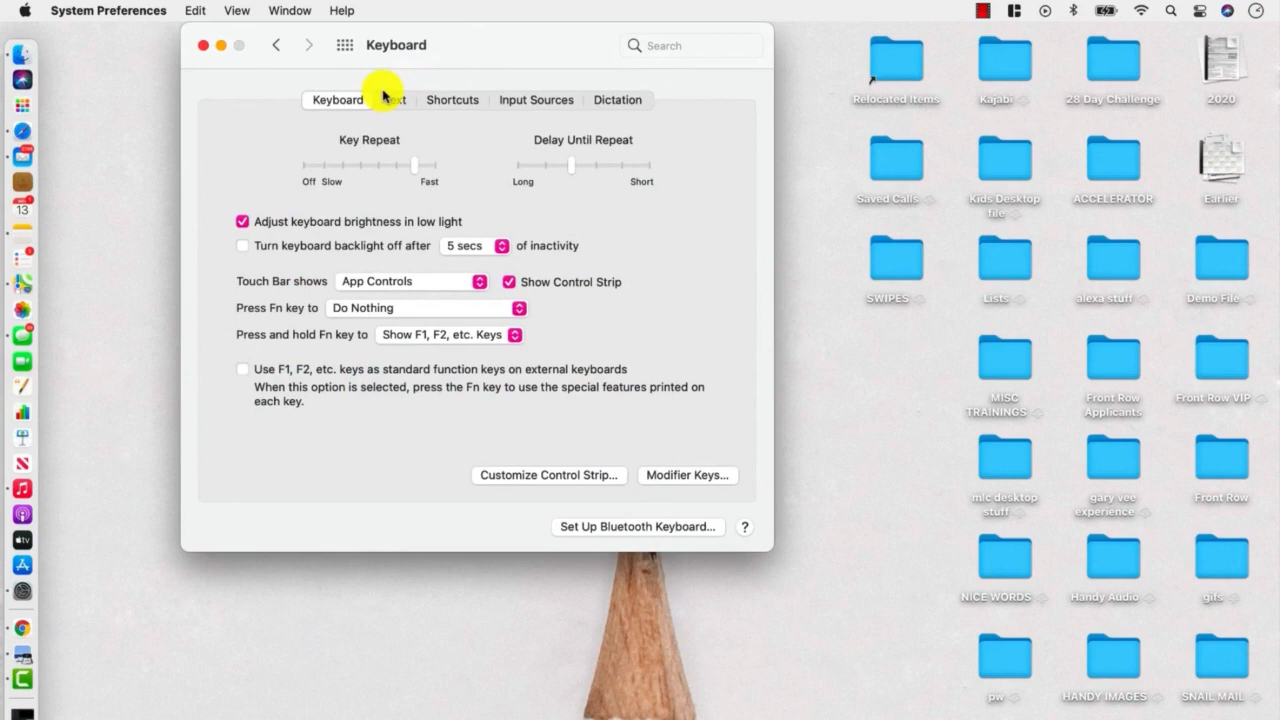 System Preferences Edit View Window Help
Keyboard
Search
Keyboard Text Shortcuts Input Sources Dictation
Key Repeat
Off Slow Fast
Delay Until Repeat
Long Short
Adjust keyboard brightness in low light
Turn keyboard backlight off after 5 secs of inactivity
Touch Bar shows App Controls Show Control Strip
Press Fn key to Do Nothing
Press and hold Fn key to Show F1, F2, etc. Keys
Use F1, F2, etc. keys as standard function keys on external keyboards
When this option is selected, press the Fn key to use the special features printed on
each key.
Customize Control Strip... Modifier Keys...
Set Up Bluetooth Keyboard... ?
Relocated Items Kajabi 28 Day Challenge 2020
Saved Calls Kids Desktop ACCELERATOR Earlier
file
SWIPES Lists alexa stuff Demo File
MISC Front Row Front Row VIP
TRAININGS Applicants
mlc desktop gary vee Front Row
stuff experience
NICE WORDS Handy Audio gifs
pw HANDY IMAGES SNAIL MAIL
13
tv